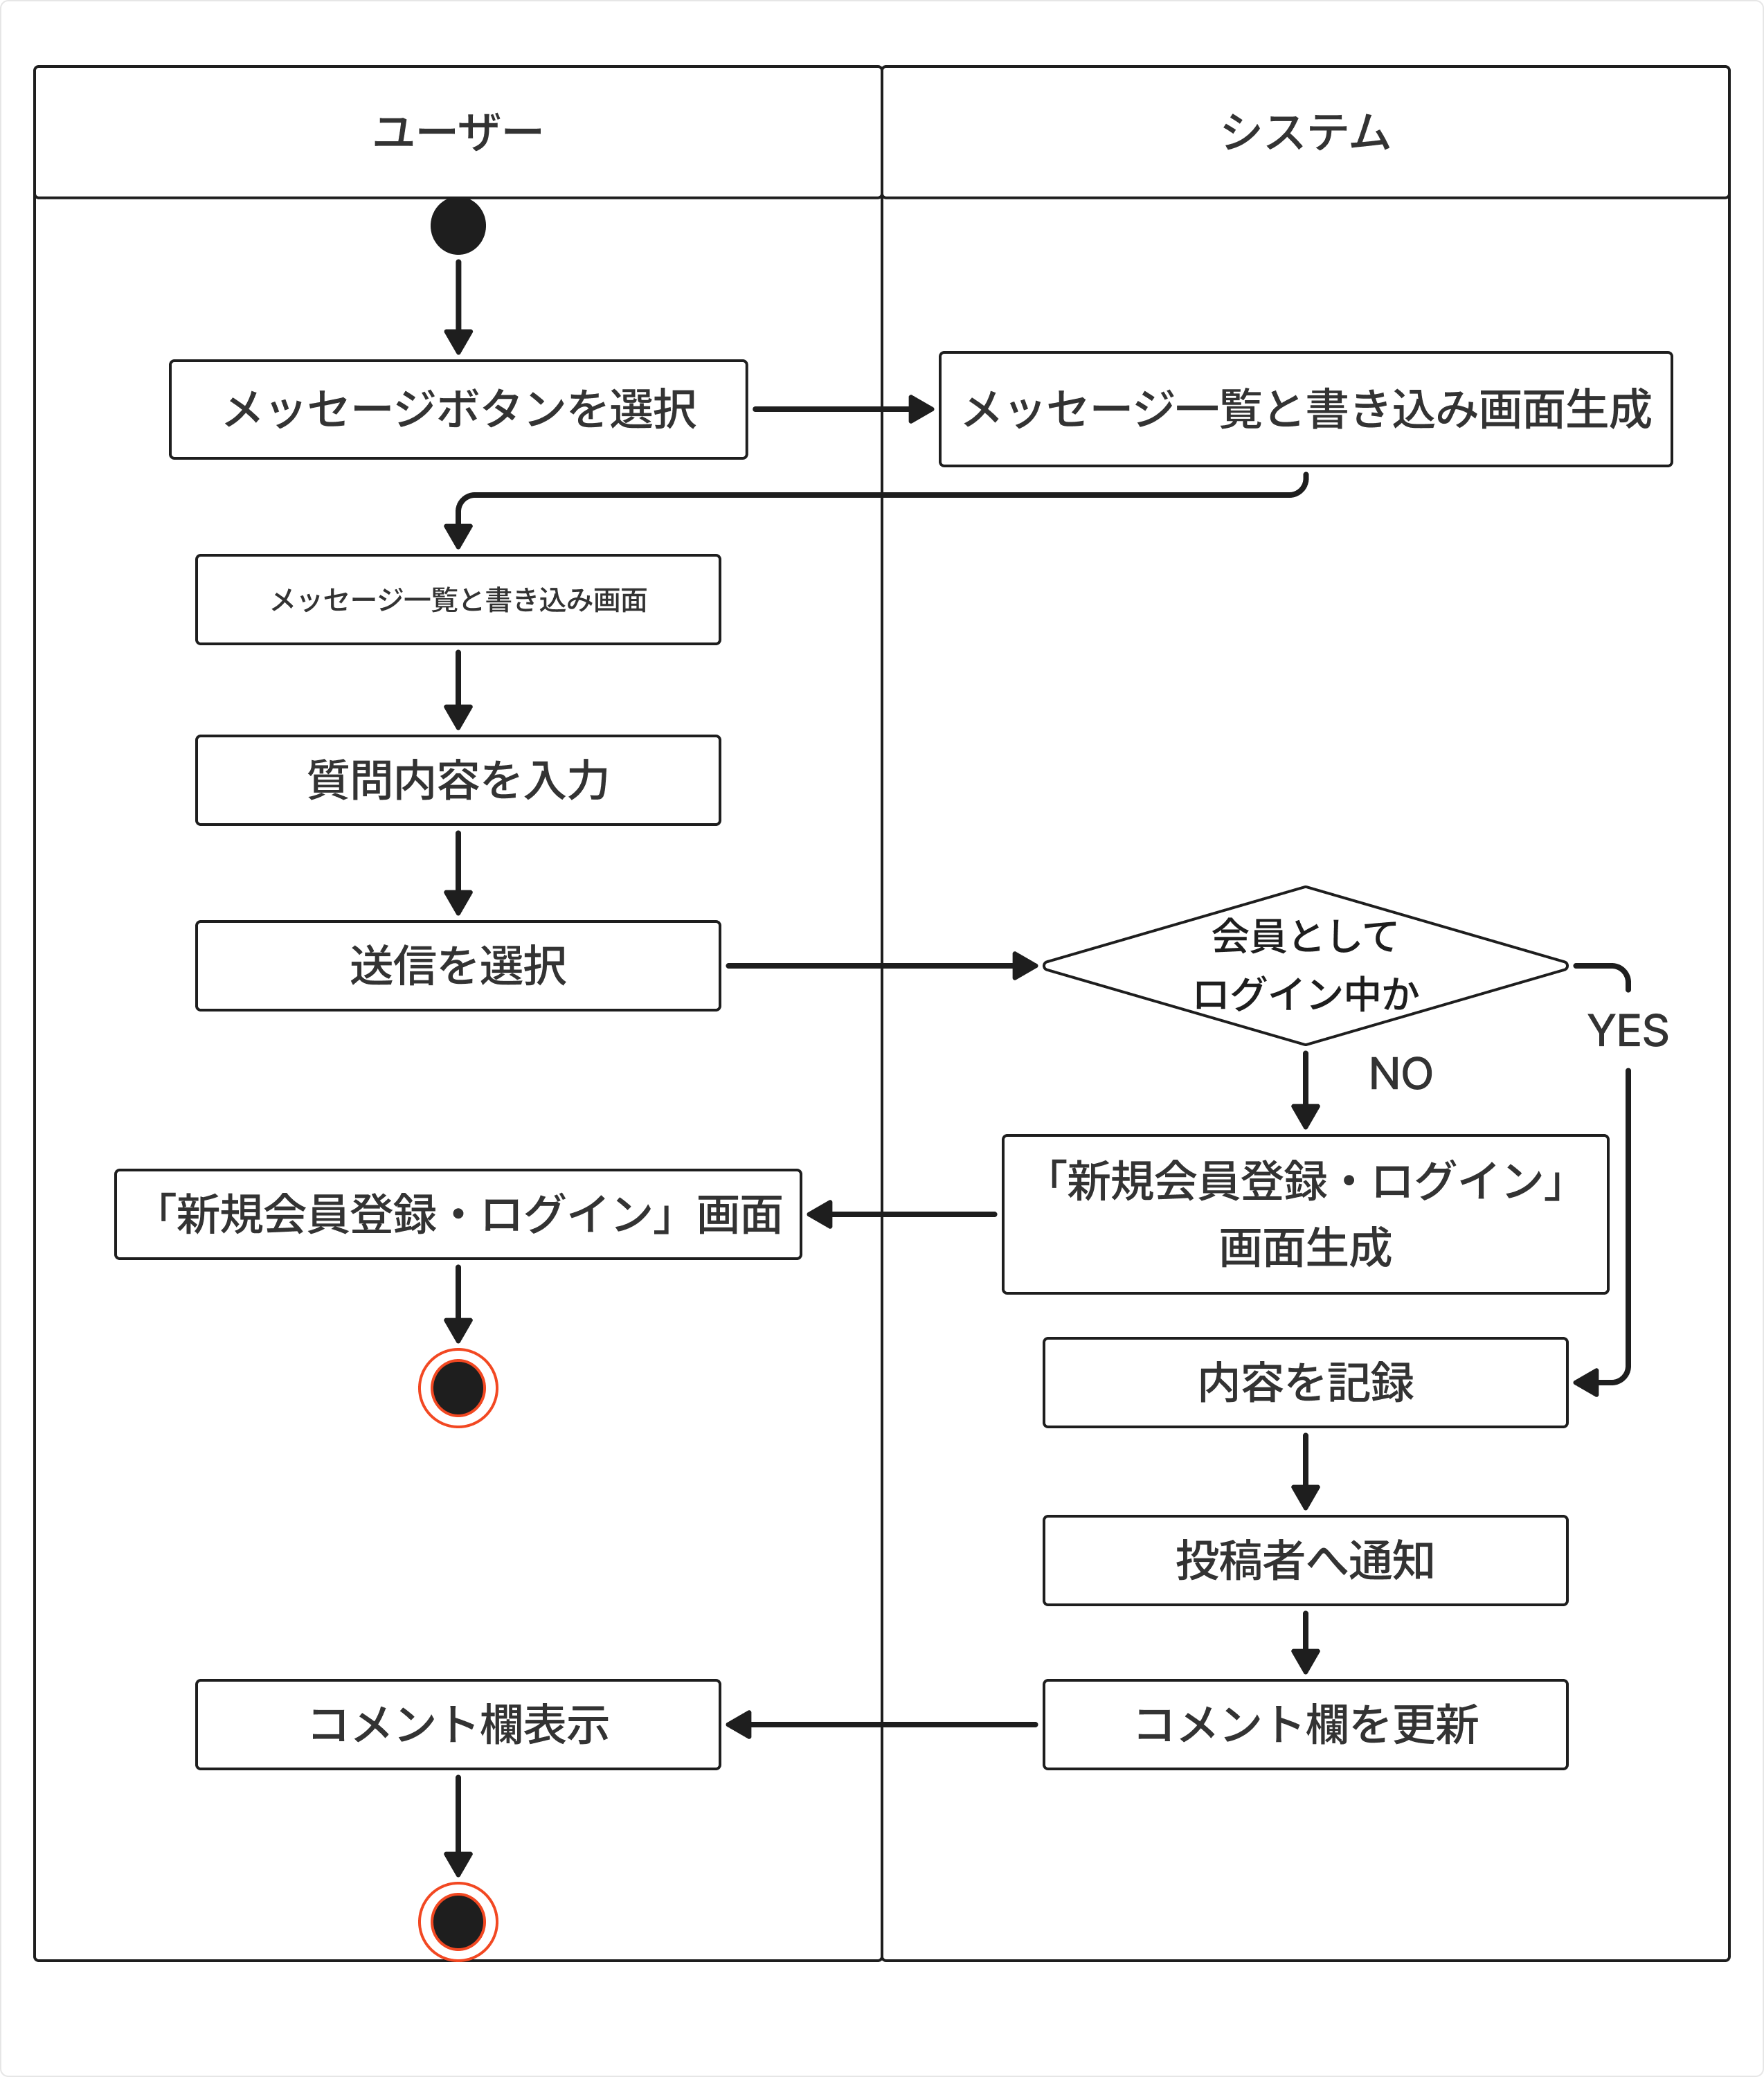 ユーザー
システム
メッセージボタンを選択
メッセージ一覧と書き込み画面生成
メッセージ一覧と書き込み画面
質問内容を入力
送信を選択
会員として
ログイン中か
YES
NO
「新規会員登録・ログイン」
画面生成
「新規会員登録・ログイン」画面
内容を記録
投稿者へ通知
コメント欄を更新
コメント欄表示